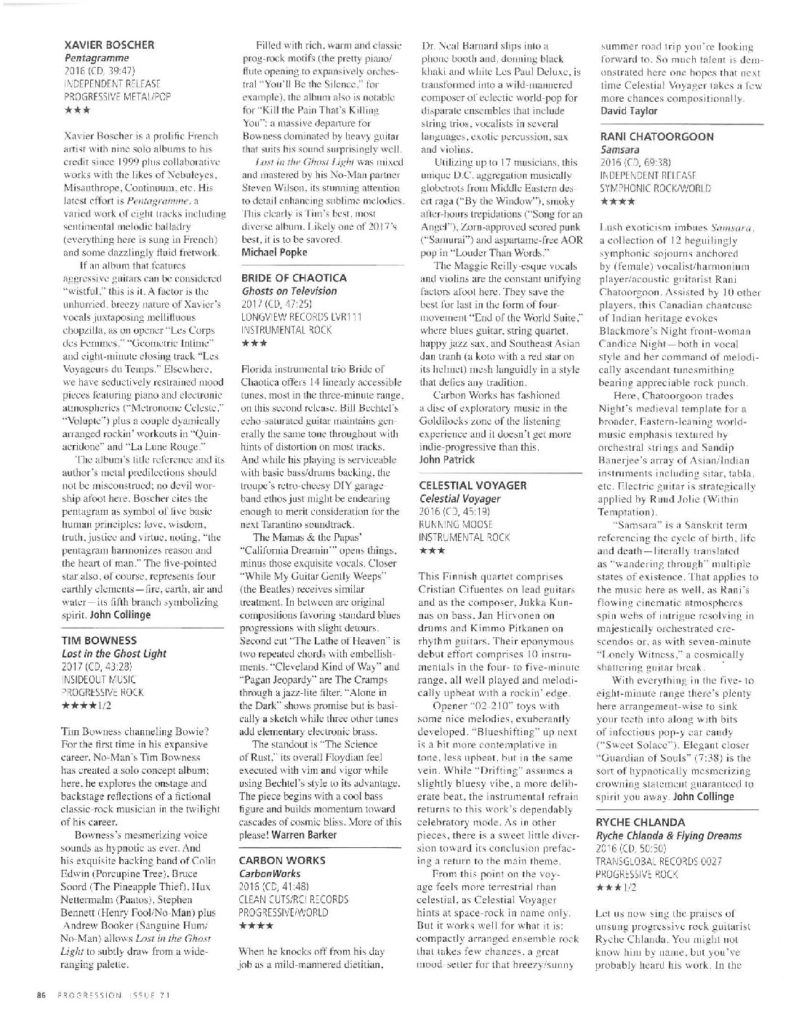 XAVIER BOSCHER
Pentagramme
2016 (CD, 39:47)
INDEPENDENT RELEASE
PROGRESSIVE METAL/POP
★★★
Xavier Boscher is a prolific French
artist with nine solo albums to his
credit since 1999 plus collaborative
works with the likes of Nebuleyes,
Misanthrope, Continuum, etc. His
latest effort is Pentagramme, a
varied work of eight tracks including
sentimental melodic balladry
(everything here is sung in French)
and some dazzlingly fluid fretwork.
If an album that features
aggressive guitars can be considered
"wistful," this is it. A factor is the
unhurried, breezy nature of Xavier's
vocals juxtaposing mellifluous
chopzilla, as on opener "Les Corps
des Femmes," "Geometric Intime"
and eight-minute closing track "Les
Voyageurs du Temps." Elsewhere,
we have seductively restrained mood
pieces featuring piano and electronic
atmospherics ("Metronome Celeste,"
"Volupte") plus a couple dyamically
arranged rockin' workouts in "Quin-
acridone" and "La Lune Rouge."
The album's title reference and its
author's metal predilections should
not be misconstrued; no devil wor-
ship afoot here. Boscher cites the
pentagram as symbol of five basic
human principles: love, wisdom,
truth, justice and virtue, noting, "the
pentagram harmonizes reason and
the heart of man." The five-pointed
star also, of course, represents four
earthly elements—fire, earth, air and
water—its fifth branch symbolizing
spirit. John Collinge
TIM BOWNESS
Lost in the Ghost Light
2017 (CD, 43:28)
INSIDEOUT MUSIC
PROGRESSIVE ROCK
★★★★1/2
Tim Bowness channeling Bowie?
For the first time in his expansive
career, No-Man's Tim Bowness
has created a solo concept album;
here, he explores the onstage and
backstage reflections of a fictional
classic-rock musician in the twilight
of his career.
Bowness's mesmerizing voice
sounds as hypnotic as ever. And
his exquisite backing band of Colin
Edwin (Porcupine Tree), Bruce
Soord (The Pineapple Thief), Hux
Nettermalm (Paatos), Stephen
Bennett (Henry Fool/No-Man) plus
Andrew Booker (Sanguine Hum/
No-Man) allows Lost in the Ghost
Light to subtly draw from a wide-
ranging palette.
Filled with rich, warm and classic
prog-rock motifs (the pretty piano/
flute opening to expansively orches-
tral "You'll Be the Silence," for
example), the album also is notable
for "Kill the Pain That's Killing
You"; a massive departure for
Bowness dominated by heavy guitar
that suits his sound surprisingly well.
Lost in the Ghost Light was mixed
and mastered by his No-Man partner
Steven Wilson, its stunning attention
to detail enhancing sublime melodies.
This clearly is Tim's best, most
diverse album. Likely one of 2017's
best, it is to be savored.
Michael Popke
BRIDE OF CHAOTICA
Ghosts on Television
2017 (CD, 47:25)
LONGVIEW RECORDS LVR111
INSTRUMENTAL ROCK
★★★
Florida instrumental trio Bride of
Chaotica offers 14 linearly accessible
tunes, most in the three-minute range,
on this second release. Bill Bechtel's
echo-saturated guitar maintains gen-
erally the same tone throughout with
hints of distortion on most tracks.
And while his playing is serviceable
with basic bass/drums backing, the
troupe's retro-cheesy DIY garage
band ethos just might be endearing
enough to merit consideration for the
next Tarantino soundtrack.
The Mamas & the Papas'
"California Dreamin'" opens things,
minus those exquisite vocals. Closer
"While My Guitar Gently Weeps"
(the Beatles) receives similar
treatment. In between are original
compositions favoring standard blues
progressions with slight detours.
Second cut "The Lathe of Heaven" is
two repeated chords with embellish-
ments. "Cleveland Kind of Way" and
"Pagan Jeopardy" are The Cramps
through a jazz-lite filter. "Alone in
the Dark" shows promise but is basi-
cally a sketch while three other tunes
add elementary electronic brass.
The standout is "The Science
of Rust," its overall Floydian feel
executed with vim and vigor while
using Bechtel's style to its advantage.
The piece begins with a cool bass
figure and builds momentum toward
cascades of cosmic bliss. More of this
please! Warren Barker
CARBON WORKS
CarbonWorks
2016 (CD, 41:48)
CLEAN CUTS/RCI RECORDS
PROGRESSIVE/WORLD
★★★★
When he knocks off from his day
job as a mild-mannered dietitian,
Dr. Neal Barnard slips into a
phone booth and, donning black
khaki and white Les Paul Deluxe, is
transformed into a wild-mannered
composer of eclectic world-pop for
disparate ensembles that include
string trios, vocalists in several
languages, exotic percussion, sax
and violins.
Utilizing up to 17 musicians, this
unique D.C. aggregation musically
globetrots from Middle Eastern des-
ert raga ("By the Window"), smoky
after-hours trepidations ("Song for an
Angel"), Zorn-approved scored punk
("Samurai") and aspartame-free AOR
pop in "Louder Than Words."
The Maggie Reilly-esque vocals
and violins are the constant unifying
factors afoot here. They save the
best for last in the form of four-
movement "End of the World Suite,"
where blues guitar, string quartet,
happy jazz sax, and Southeast Asian
dan tranh (a koto with a red star on
its helmet) mesh languidly in a style
that defies any tradition.
Carbon Works has fashioned
a disc of exploratory music in the
Goldilocks zone of the listening
experience and it doesn't get more
indie-progressive than this.
John Patrick
CELESTIAL VOYAGER
Celestial Voyager
2016 (CD, 45:19)
RUNNING MOOSE
INSTRUMENTAL ROCK
★★★
This Finnish quartet comprises
Cristian Cifuentes on lead guitars
and as the composer, Jukka Kun-
nas on bass, Jan Hirvonen on
drums and Kimmo Pitkanen on
rhythm guitars. Their eponymous
debut effort comprises 10 instru-
mentals in the four- to five-minute
range, all well played and melodi-
cally upbeat with a rockin' edge.
Opener "02-210" toys with
some nice melodies, exuberantly
developed. "Blueshifting" up next
is a bit more contemplative in
tone, less upbeat, but in the same
vein. While "Drifting" assumes a
slightly bluesy vibe, a more delib-
erate beat, the instrumental refrain
returns to this work's dependably
celebratory mode. As in other
pieces, there is a sweet little diver-
sion toward its conclusion prefac-
ing a return to the main theme.
From this point on the voy-
age feels more terrestrial than
celestial, as Celestial Voyager
hints at space-rock in name only.
But it works well for what it is:
compactly arranged ensemble rock
that takes few chances, a great
mood-setter for that breezy/sunny
summer road trip you're looking
forward to. So much talent is dem-
onstrated here one hopes that next
time Celestial Voyager takes a few
more chances compositionally.
David Taylor
RANI CHATOORGOON
Samsara
2016 (CD, 69:38)
INDEPENDENT RELEASE
SYMPHONIC ROCK/WORLD
★★★★
Lush exoticism imbues Samsara,
a collection of 12 beguilingly
symphonic sojourns anchored
by (female) vocalist/harmonium
player/acoustic guitarist Rani
Chatoorgoon. Assisted by 10 other
players, this Canadian chanteuse
of Indian heritage evokes
Blackmore's Night front-woman
Candice Night—both in vocal
style and her command of melodi-
cally ascendant tunesmithing
bearing appreciable rock punch.
Here, Chatoorgoon trades
Night's medieval template for a
broader, Eastern-leaning world-
music emphasis textured by
orchestral strings and Sandip
Banerjee's array of Asian/Indian
instruments including sitar, tabla,
etc. Electric guitar is strategically
applied by Ruud Jolie (Within
Temptation).
"Samsara" is a Sanskrit term
referencing the cycle of birth, life
and death—literally translated
as "wandering through" multiple
states of existence. That applies to
the music here as well, as Rani's
flowing cinematic atmospheres
spin webs of intrigue resolving in
majestically orchestrated cre-
scendos or, as with seven-minute
"Lonely Witness," a cosmically
shattering guitar break.
With everything in the five- to
eight-minute range there's plenty
here arrangement-wise to sink
your teeth into along with bits
of infectious pop-y ear candy
("Sweet Solace"). Elegant closer
"Guardian of Souls" (7:38) is the
sort of hypnotically mesmerizing
crowning statement guaranteed to
spirit you away. John Collinge
RYCHE CHLANDA
Ryche Chlanda & Flying Dreams
2016 (CD, 50:50)
TRANSGLOBAL RECORDS 0027
PROGRESSIVE ROCK
★★★1/2
Let us now sing the praises of
unsung progressive rock guitarist
Ryche Chlanda. You might not
know him by name, but you've
probably heard his work. In the
86 PROGRESSION ISSUE 71